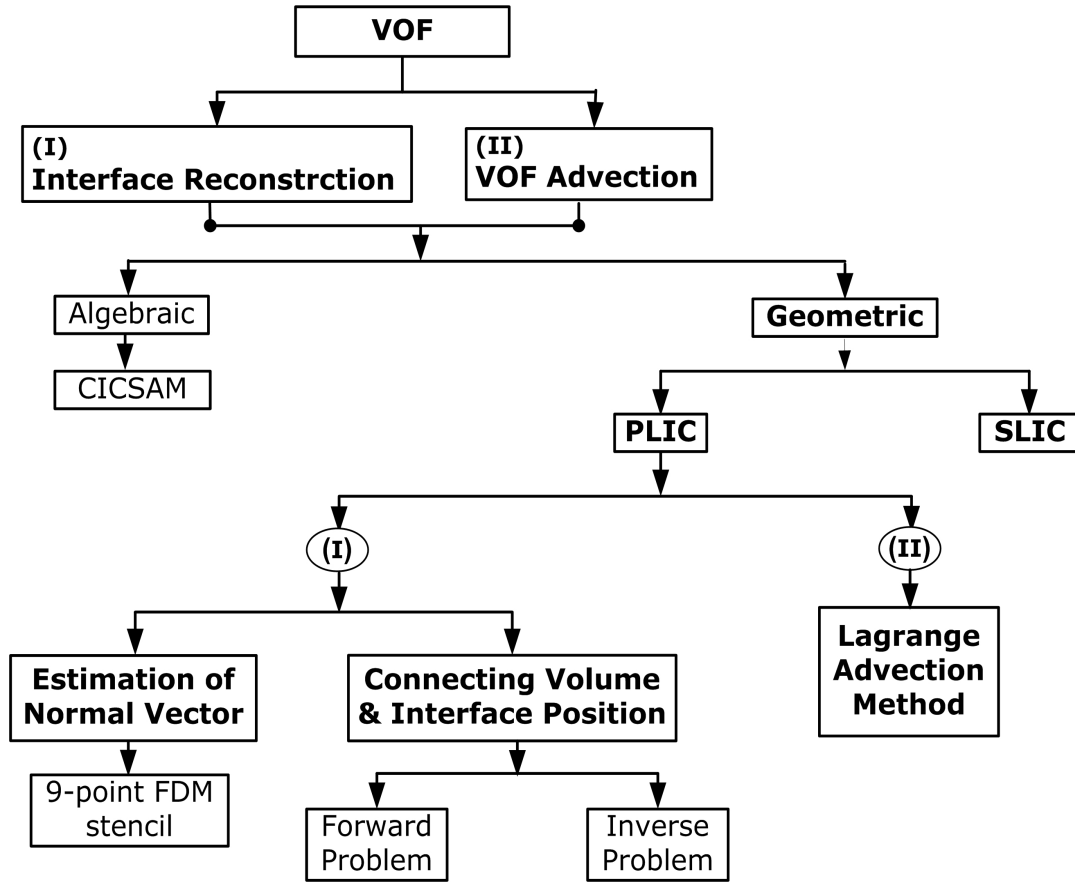 VOF
(I)
Interface Reconstrction
(II)
VOF Advection
Algebraic
Geometric
CICSAM
PLIC
SLIC
(I)
(II)
Estimation of
Normal Vector
Connecting Volume
& Interface Position
Lagrange
Advection
Method
9-point FDM
stencil
Forward
Problem
Inverse
Problem